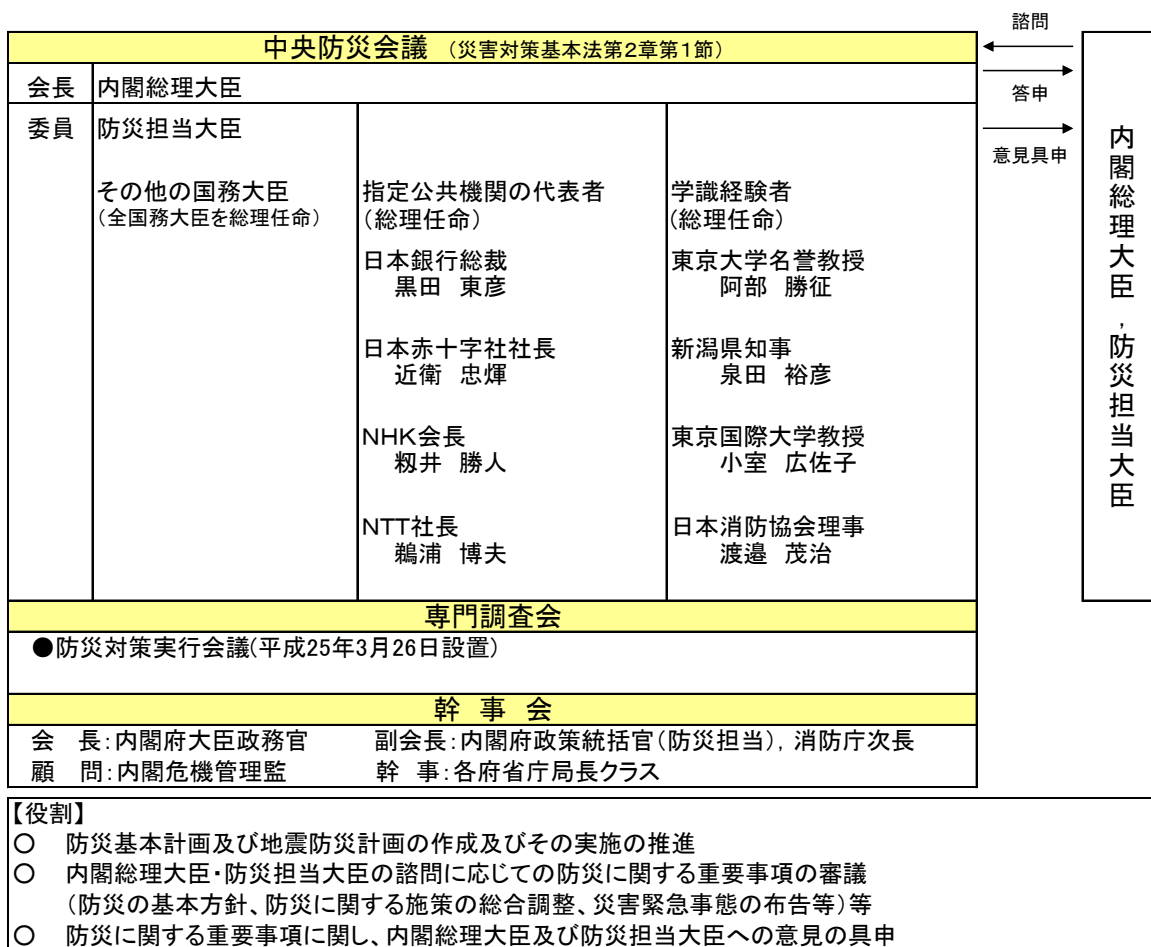 諮問
中央防災会議 (災害対策基本法第2章第1節)
会長 内閣総理大臣
答申
委員 防災担当大臣
意見具申
その他の国務大臣
(全国務大臣を総理任命)
指定公共機関の代表者
(総理任命)
日本銀行総裁
黒田 東彦
日本赤十字社社長
近衛 忠煇
NHK会長
籾井 勝人
NTT社長
鵜浦 博夫
学識経験者
(総理任命)
東京大学名誉教授
阿部 勝征
新潟県知事
泉田 裕彦
東京国際大学教授
小室 広佐子
日本消防協会理事
渡邉 茂治
内閣総理大臣,防災担当大臣
専門調査会
●防災対策実行会議(平成25年3月26日設置)
幹 事 会
会 長:内閣府大臣政務官 副会長:内閣府政策統括官(防災担当), 消防庁次長
顧 問:内閣危機管理監 幹 事:各府省庁局長クラス
【役割】
○ 防災基本計画及び地震防災計画の作成及びその実施の推進
○ 内閣総理大臣・防災担当大臣の諮問に応じての防災に関する重要事項の審議
(防災の基本方針、防災に関する施策の総合調整、災害緊急事態の布告等)等
○ 防災に関する重要事項に関し、内閣総理大臣及び防災担当大臣への意見の具申